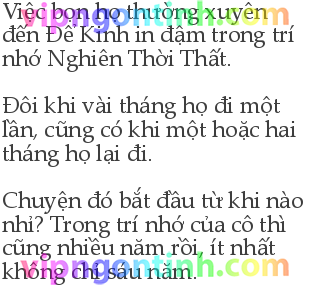 Việc bọn họ thường xuyên
đến Đế Kinh in đậm trong trí
nhớ Nghiên Thời Thất.
Đôi khi vài tháng họ đi một
lần, cũng có khi một hoặc hai
tháng họ lại đi.
Chuyện đó bắt đầu từ khi nào
nhỉ? Trong trí nhớ của cô thì
cũng nhiều năm rồi, ít nhất
không chỉ sáu năm.
vipngontinh.com
vipngontinh.com
vipngontinh.com